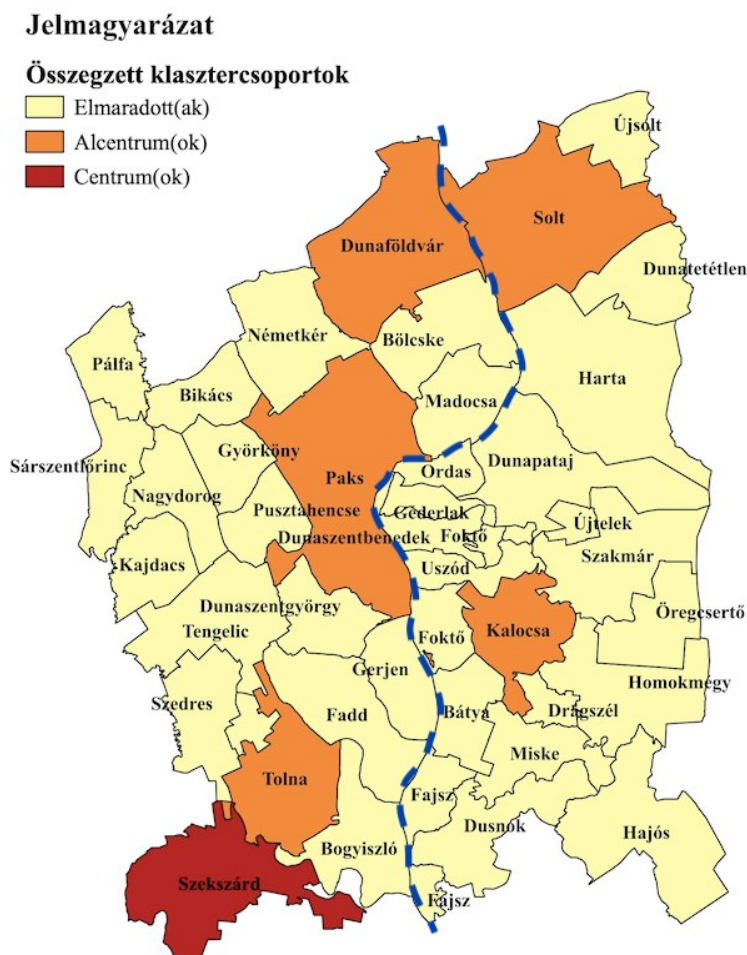 Jelmagyarázat
Összegzett klasztercsoportok
Elmaradott(ak)
Alcentrum(ok)
Centrum(ok)
Újsolt
Solt
Dunaföldvár
Dunatetétlen
Németkér
Bölcske
Pálfa
Harta
Bikács
Madocsa
Györköny
Dunapataj
Sárszentlőrinc
Ordas
Paks
Nagydorog
Pusztahencse
Géderlak
Újtelek
Dunaszentbenedek
Foktő
Szakmár
Kajdacs
Uszód
Dunaszentgyörgy
Öregcsertő
Tengelic
Foktő
Kalocsa
Gerjen
Homokmégy
Szedres
Fadd
Bátya
Drágszél
Miske
Tolna
Fajsz
Dusnok
Hajós
Bogyiszló
Szekszárd
Fajsz